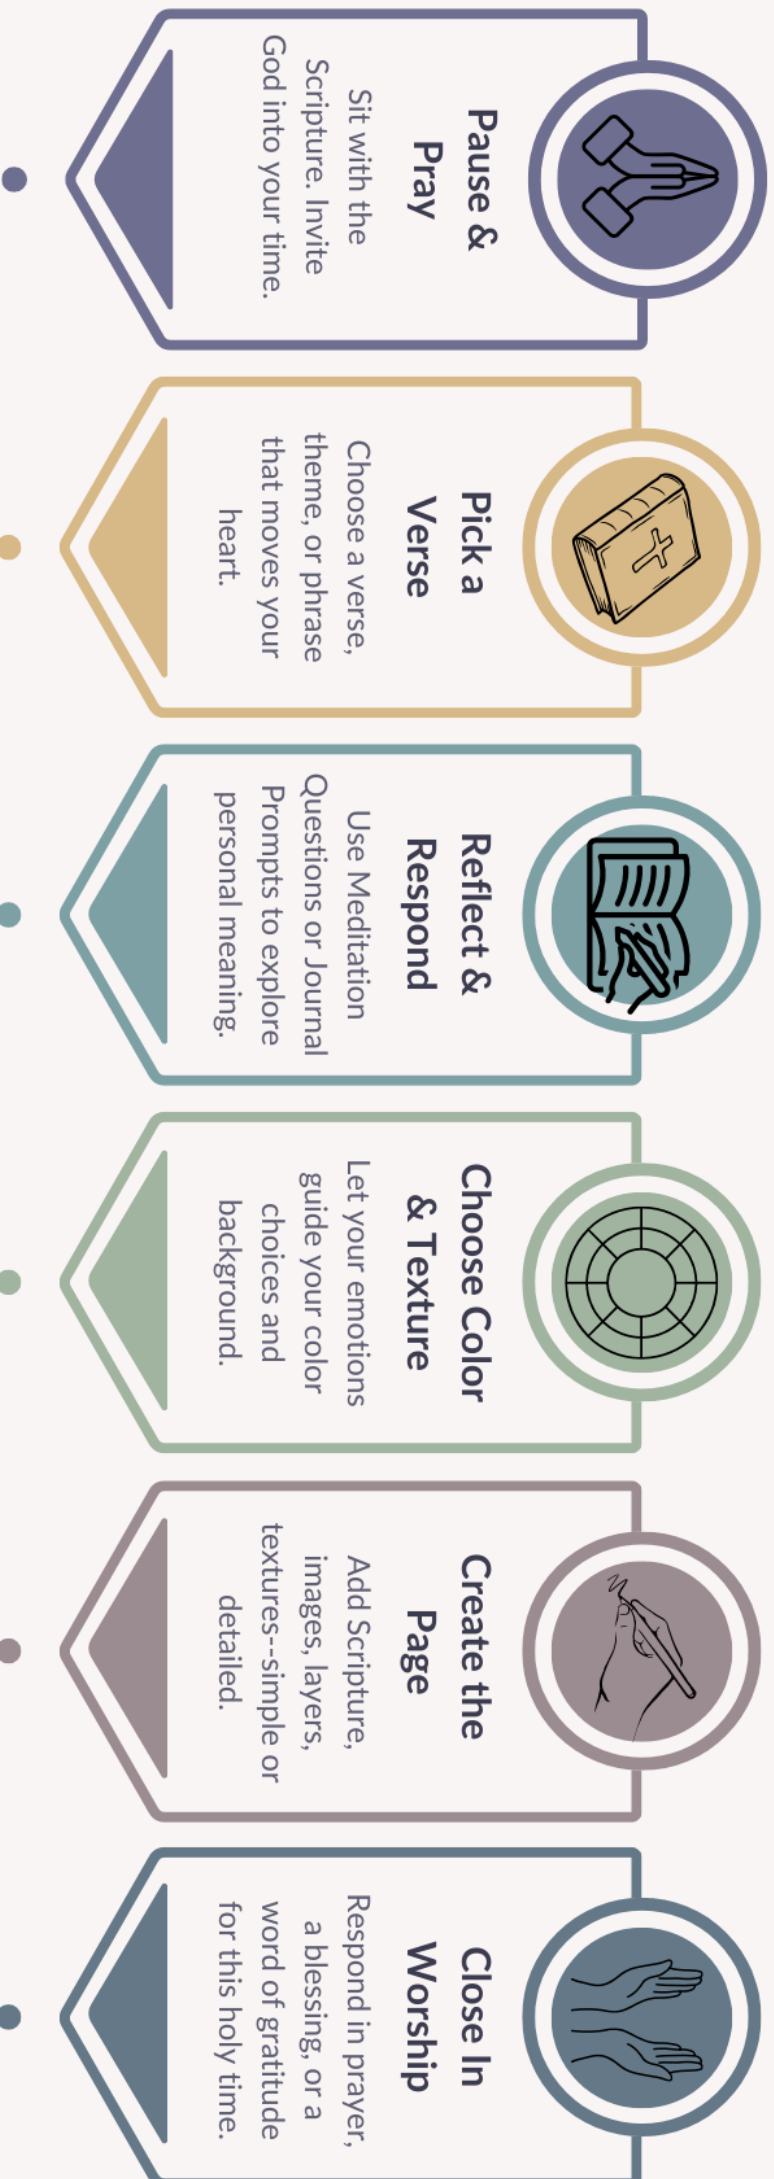 Pause &
Pray
Sit with the
Scripture. Invite
God into your time.
Pick a
Verse
Choose a verse,
theme, or phrase
that moves your
heart.
Reflect &
Respond
Use Meditation
Questions or Journal
Prompts to explore
personal meaning.
Choose Color
& Texture
Let your emotions
guide your color
choices and
background.
Create the
Page
Add Scripture,
images, layers,
textures--simple or
detailed.
Close In
Worship
Respond in prayer,
a blessing, or a
word of gratitude
for this holy time.